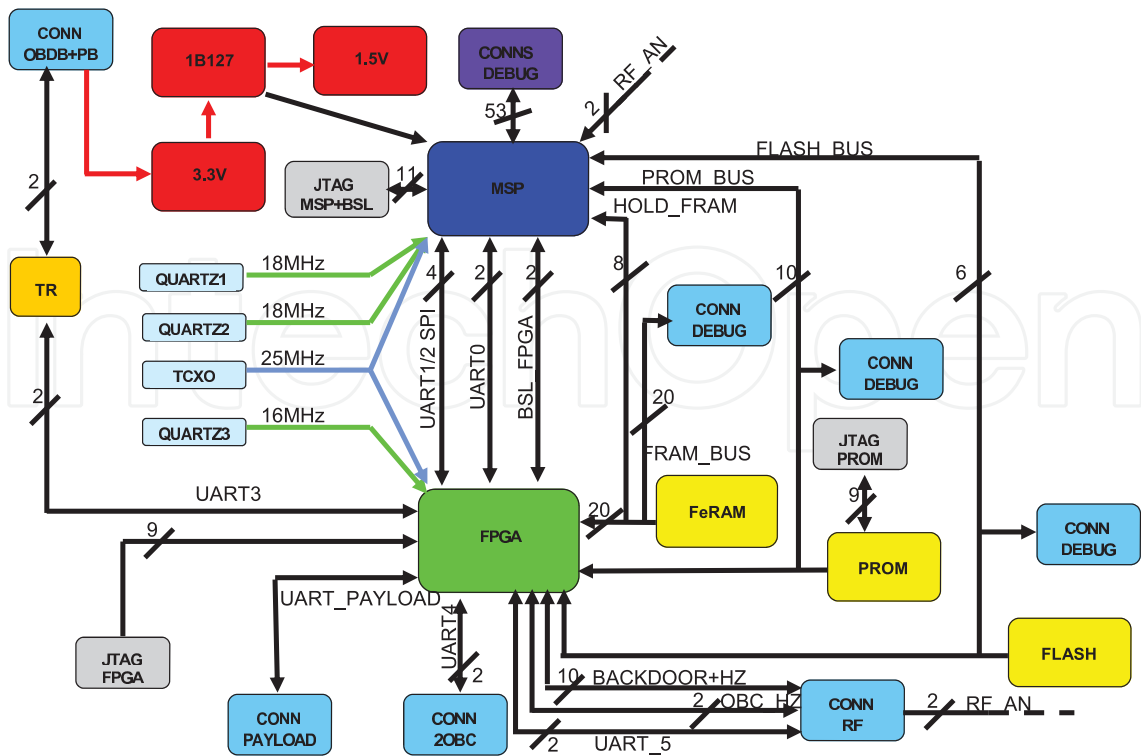 CONN
OBDB+PB
1B127
1.5V
CONNS
DEBUG
RF_AN
2
53
3.3V
2
JTAG
MSP+BSL
11
MSP
FLASH_BUS
PROM_BUS
HOLD_FRAM
TR
QUARTZ1
18MHz
4
2
2
8
10
6
QUARTZ2
18MHz
CONN
DEBUG
TCXO
25MHz
UART1/2 SPI
UART0
BSL_FPGA
CONN
DEBUG
2
QUARTZ3
16MHz
20
FRAM_BUS
JTAG
PROM
UART3
9
20
FeRAM
9
FPGA
CONN
DEBUG
PROM
UART_PAYLOAD
UART4
JTAG
FPGA
2
FLASH
10
BACKDOOR+HZ
CONN
PAYLOAD
CONN
2OBC
2
OBC_HZ
CONN
RF
2
RF_AN
2
UART_5
IntechOpen